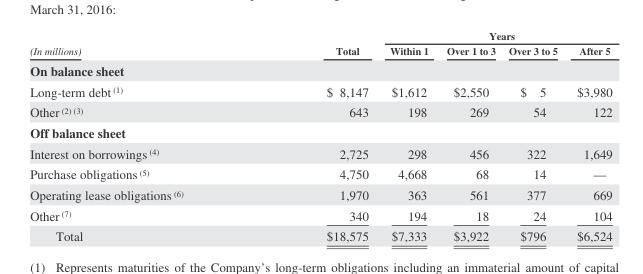 March 31, 2016:
Years
(In millions) Total Within 1 Over 1 to 3 Over 3 to 5 After 5
On balance sheet
Long-term debt (1) $ 8,147 $1,612 $2,550 $ 5 $3,980
Other (2) (3) 643 198 269 54 122
Off balance sheet
Interest on borrowings (4) 2,725 298 456 322 1,649
Purchase obligations (5) 4,750 4,668 68 14 —
Operating lease obligations (6) 1,970 363 561 377 669
Other (7) 340 194 18 24 104
Total $18,575 $7,333 $3,922 $796 $6,524
(1) Represents maturities of the Company’s long-term obligations including an immaterial amount of capital